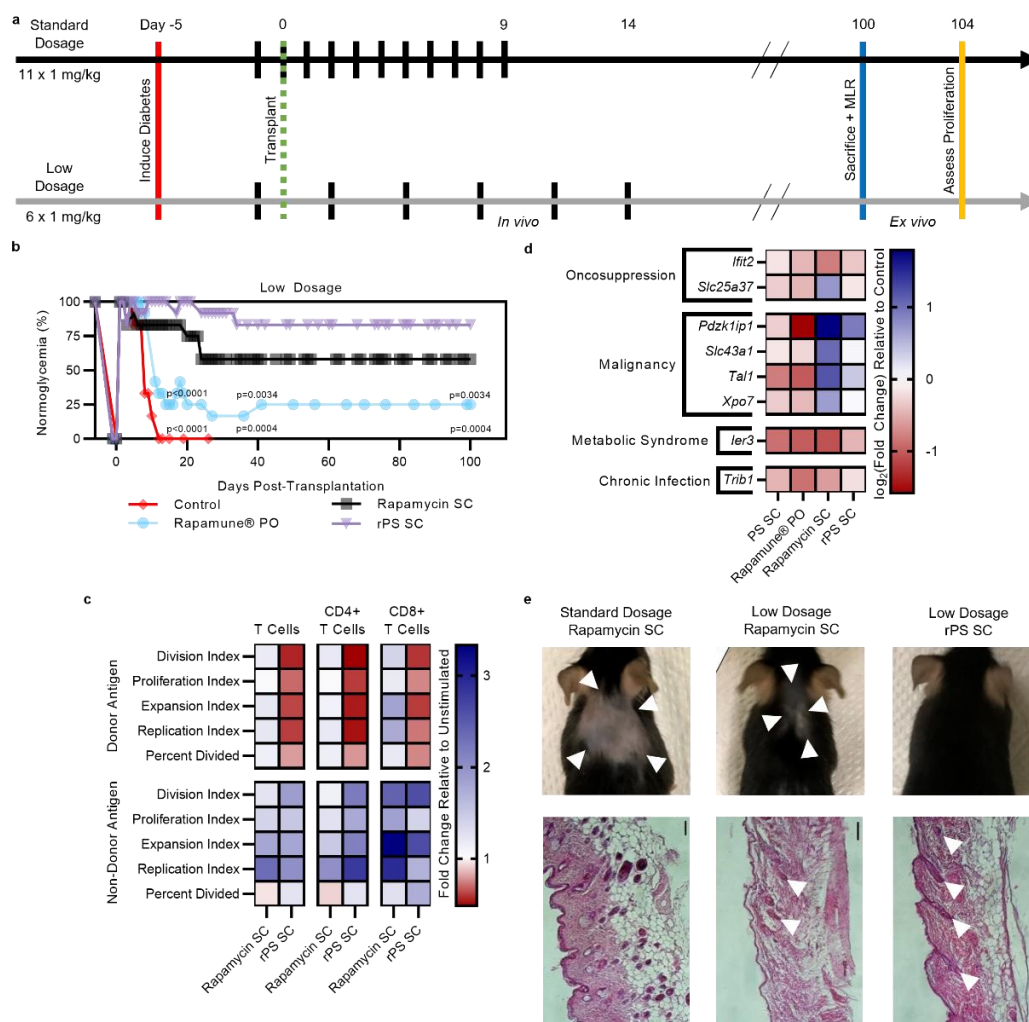 a
Standard Dosage
11 x 1 mg/kg
Day -5
0
9
14
100
104
Induce Diabetes
Transplant
Sacrifice + MLR
Assess Proliferation
Low Dosage
6 x 1 mg/kg
In vivo
Ex vivo
b
Low Dosage
Normoglycemia (%)
100
75
50
25
0
p<0.0001
p=0.0034
p=0.0034
p<0.0001
p=0.0004
p=0.0004
0
20
40
60
80
100
Days Post-Transplantation
Control
Rapamycin SC
Rapamune® PO
rPS SC
d
Oncosuppression
Ifit2
Slc25a37
Malignancy
Pdzk1ip1
Slc43a1
Tal1
Xpo7
Metabolic Syndrome
Ier3
Chronic Infection
Trib1
PS SC
Rapamune® PO
Rapamycin SC
rPS SC
1
0
-1
log2(Fold Change) Relative to Control
c
T Cells
CD4+ T Cells
CD8+ T Cells
Donor Antigen
Division Index
Proliferation Index
Expansion Index
Replication Index
Percent Divided
Non-Donor Antigen
Division Index
Proliferation Index
Expansion Index
Replication Index
Percent Divided
Rapamycin SC
rPS SC
Rapamycin SC
rPS SC
Rapamycin SC
rPS SC
3
2
1
Fold Change Relative to Unstimulated
e
Standard Dosage
Rapamycin SC
Low Dosage
Rapamycin SC
Low Dosage
rPS SC